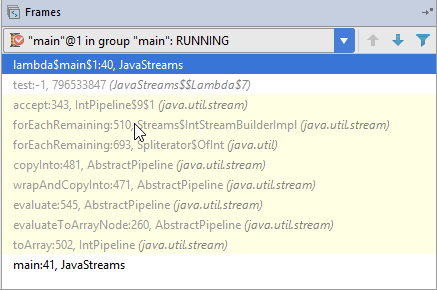 Frames
"main"@1 in group "main": RUNNING
lambda$main$1:40, JavaStreams
test:-1, 796533847 (JavaStreams$$Lambda$7)
accept:343, IntPipeline$9$1 (java.util.stream)
forEachRemaining:510, Streams$IntStreamBuilderImpl (java.util.stream)
forEachRemaining:693, Spliterator$OfInt (java.util)
copyInto:481, AbstractPipeline (java.util.stream)
wrapAndCopyInto:471, AbstractPipeline (java.util.stream)
evaluate:545, AbstractPipeline (java.util.stream)
evaluateToArrayNode:260, AbstractPipeline (java.util.stream)
toArray:502, IntPipeline (java.util.stream)
main:41, JavaStreams